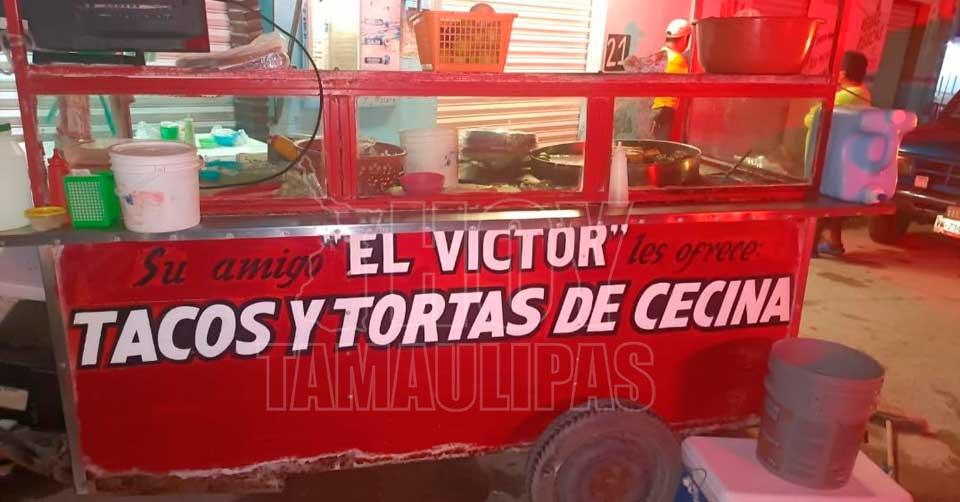 21
Su amigo "EL VICTOR" les ofrece:
TACOS Y TORTAS DE CECINA
HOY
TAMAULIPAS